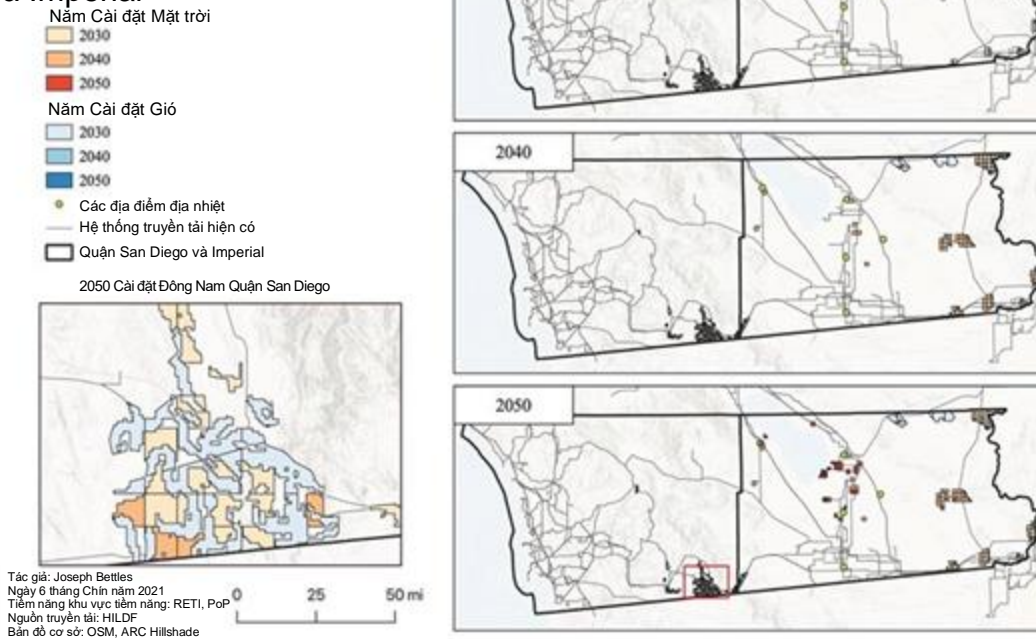 Năm Cài đặt Mặt trời
2030
2040
2050
Năm Cài đặt Gió
2030
2040
2050
Các địa điểm địa nhiệt
Hệ thống truyền tải hiện có
Quận San Diego và Imperial
2050 Cài đặt Đông Nam Quận San Diego
Tác giả: Joseph Bettles
Ngày 6 tháng Chín năm 2021
Tiềm năng khu vực tiềm năng: RETI, PoP
Nguồn truyền tải: HILDF
Bản đồ cơ sở: OSM, ARC Hillshade
0 25 50 mi
2040
2050